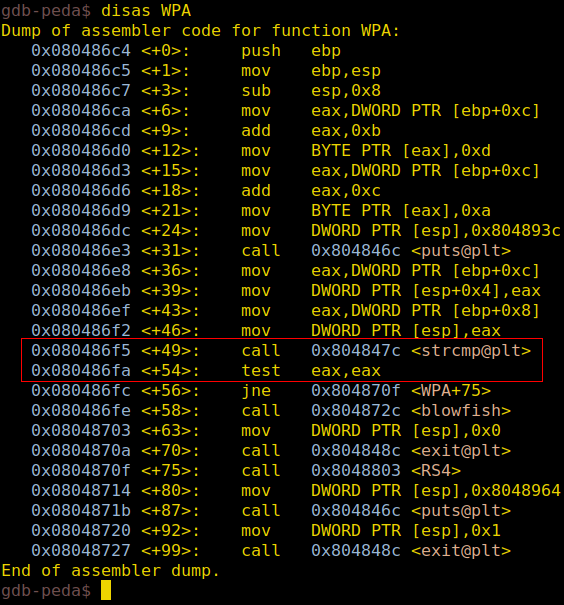 gdb-peda$ disas WPA
Dump of assembler code for function WPA:
0x080486c4 <+0>: push ebp
0x080486c5 <+1>: mov ebp,esp
0x080486c7 <+3>: sub esp,0x8
0x080486ca <+6>: mov eax,DWORD PTR [ebp+0xc]
0x080486cd <+9>: add eax,0xb
0x080486d0 <+12>: mov BYTE PTR [eax],0xd
0x080486d3 <+15>: mov eax,DWORD PTR [ebp+0xc]
0x080486d6 <+18>: add eax,0xc
0x080486d9 <+21>: mov BYTE PTR [eax],0xa
0x080486dc <+24>: mov DWORD PTR [esp],0x804893c
0x080486e3 <+31>: call 0x804846c <puts@plt>
0x080486e8 <+36>: mov eax,DWORD PTR [ebp+0xc]
0x080486eb <+39>: mov DWORD PTR [esp+0x4],eax
0x080486ef <+43>: mov eax,DWORD PTR [ebp+0x8]
0x080486f2 <+46>: mov DWORD PTR [esp],eax
0x080486f5 <+49>: call 0x804847c <strcmp@plt>
0x080486fa <+54>: test eax,eax
0x080486fc <+56>: jne 0x804870f <WPA+75>
0x080486fe <+58>: call 0x804872c <blowfish>
0x08048703 <+63>: mov DWORD PTR [esp],0x0
0x0804870a <+70>: call 0x804848c <exit@plt>
0x0804870f <+75>: call 0x8048803 <RS4>
0x08048714 <+80>: mov DWORD PTR [esp],0x8048964
0x0804871b <+87>: call 0x804846c <puts@plt>
0x08048720 <+92>: mov DWORD PTR [esp],0x1
0x08048727 <+99>: call 0x804848c <exit@plt>
End of assembler dump.
gdb-peda$